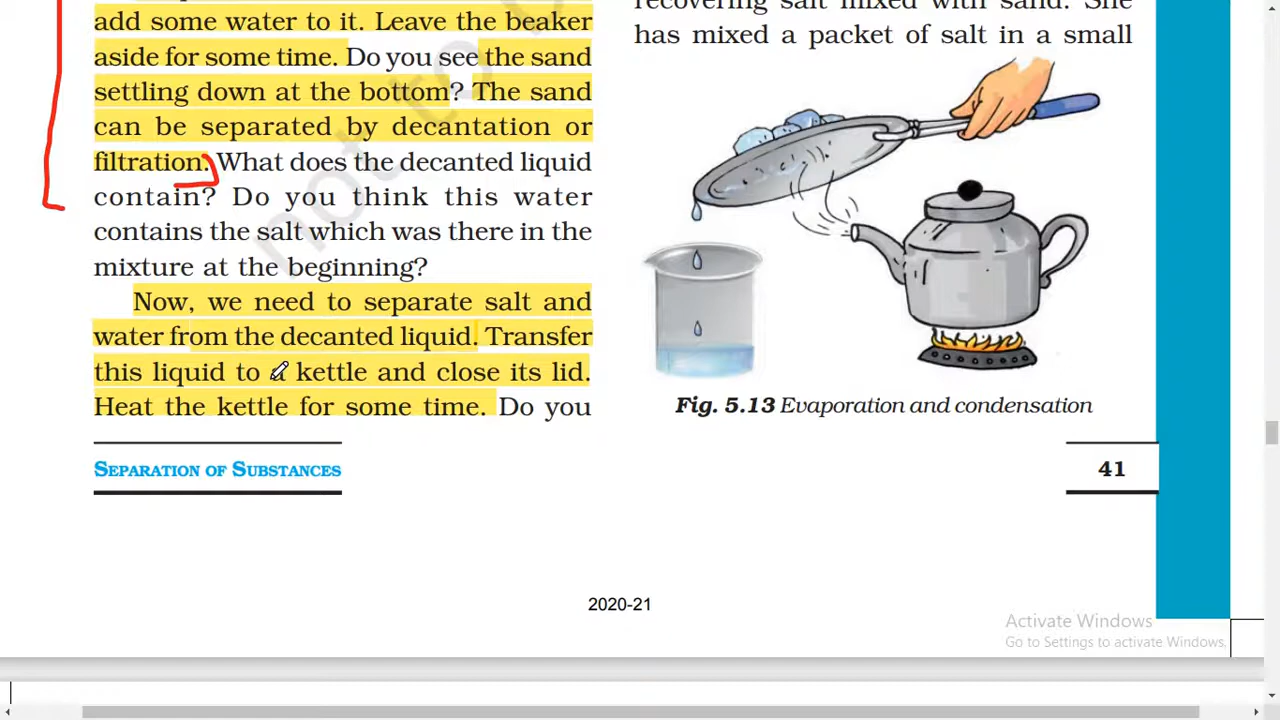 add some water to it. Leave the beaker
aside for some time. Do you see the sand
settling down at the bottom? The sand
can be separated by decantation or
filtration. What does the decanted liquid
contain? Do you think this water
contains the salt which was there in the
mixture at the beginning?
Now, we need to separate salt and
water from the decanted liquid. Transfer
this liquid to a kettle and close its lid.
Heat the kettle for some time. Do you
SEPARATION OF SUBSTANCES
recovering salt mixed with sand. She
has mixed a packet of salt in a small
Fig. 5.13 Evaporation and condensation
41
2020-21
not to
Activate Windows
Go to Settings to activate Windows.